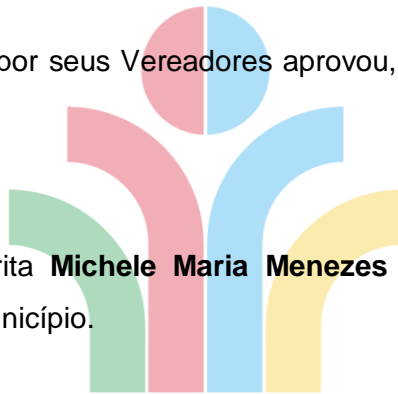 por seus Vereadores aprovou,
rita Michele Maria Menezes
nicípio.